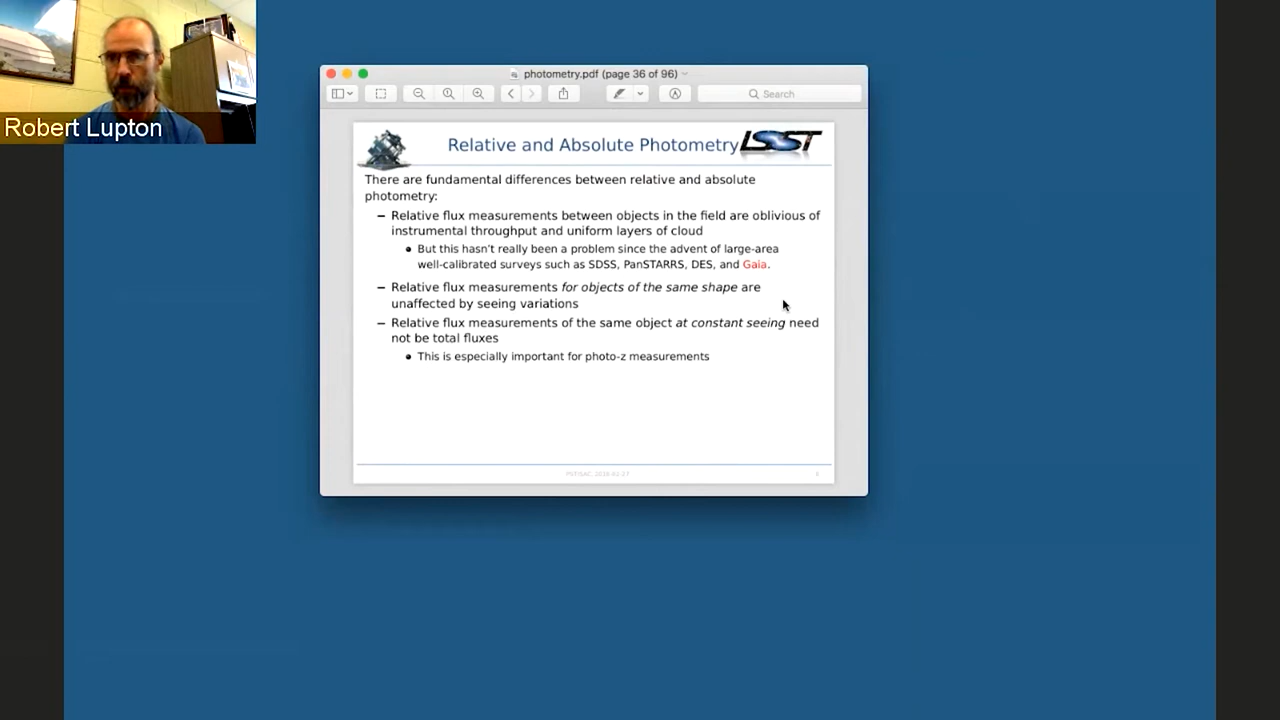 Robert Lupton
photometry.pdf (page 36 of 96)
Search
Relative and Absolute Photometry
LSST
There are fundamental differences between relative and absolute
photometry:
– Relative flux measurements between objects in the field are oblivious of
instrumental throughput and uniform layers of cloud
• But this hasn't really been a problem since the advent of large-area
well-calibrated surveys such as SDSS, PanSTARRS, DES, and Gaia.
– Relative flux measurements for objects of the same shape are
unaffected by seeing variations
– Relative flux measurements of the same object at constant seeing need
not be total fluxes
• This is especially important for photo-z measurements